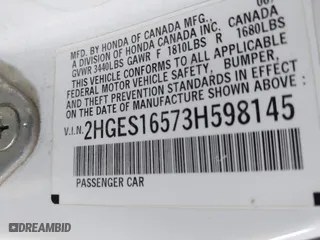 MFD. BY HONDA OF CANADA MFG.,
A DIVISION OF HONDA CANADA INC. CANADA
GVWR 3440LBS GAWR F 1810LBS R 1680LBS
THIS VEHICLE CONFORMS TO ALL APPLICABLE
FEDERAL MOTOR VEHICLE SAFETY, BUMPER,
AND THEFT PREVENTION STANDARDS IN EFFECT
ON THE DATE OF MANUFACTURE SHOWN ABOVE.
V.I.N. 2HGES16573H598145
PASSENGER CAR
DREAMBID